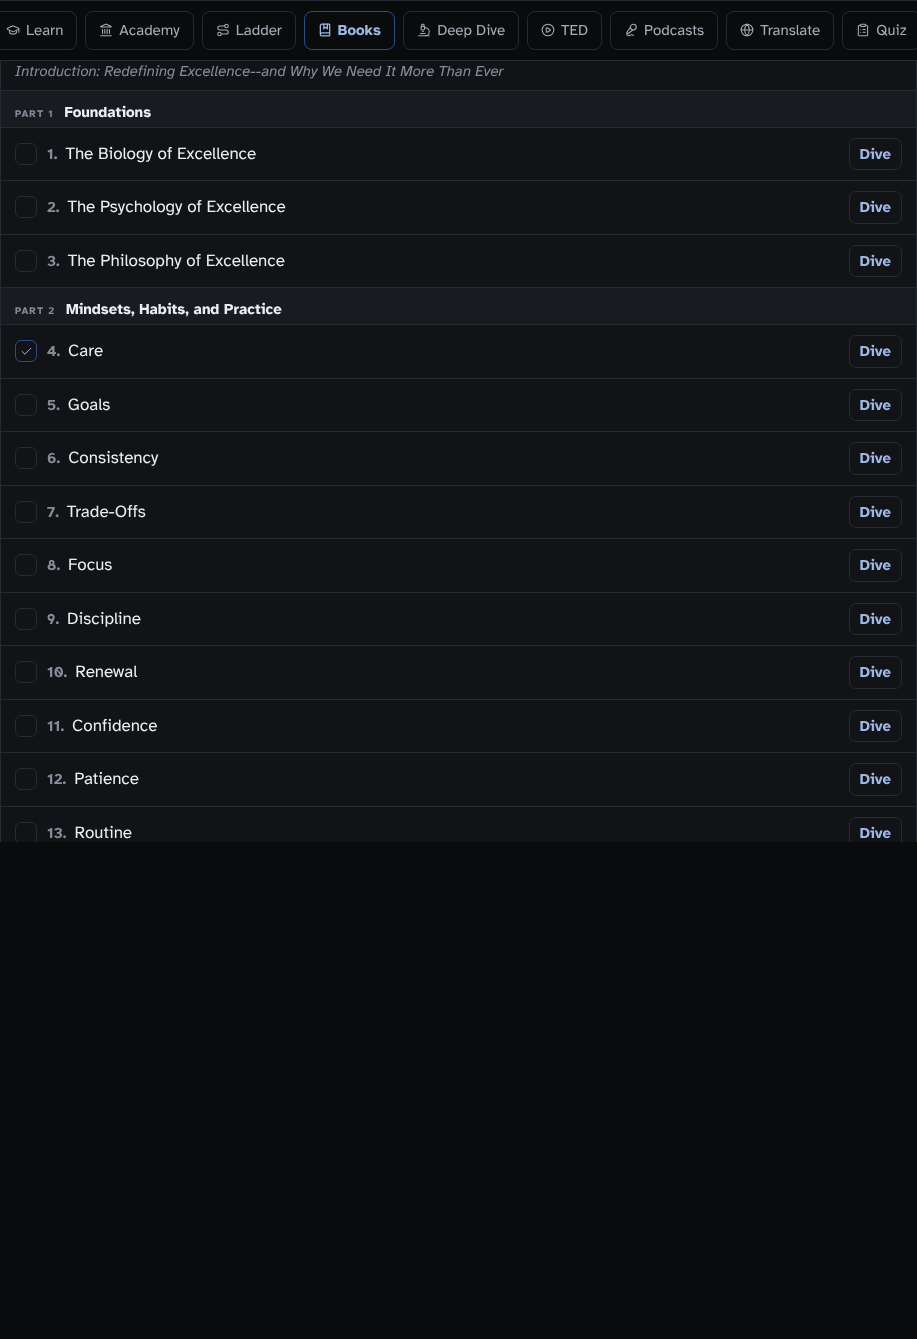 Learn Academy Ladder Books Deep Dive TED Podcasts Translate Quiz
Introduction: Redefining Excellence--and Why We Need It More Than Ever
PART 1 Foundations
1. The Biology of Excellence Dive
2. The Psychology of Excellence Dive
3. The Philosophy of Excellence Dive
PART 2 Mindsets, Habits, and Practice
4. Care Dive
5. Goals Dive
6. Consistency Dive
7. Trade-Offs Dive
8. Focus Dive
9. Discipline Dive
10. Renewal Dive
11. Confidence Dive
12. Patience Dive
13. Routine Dive